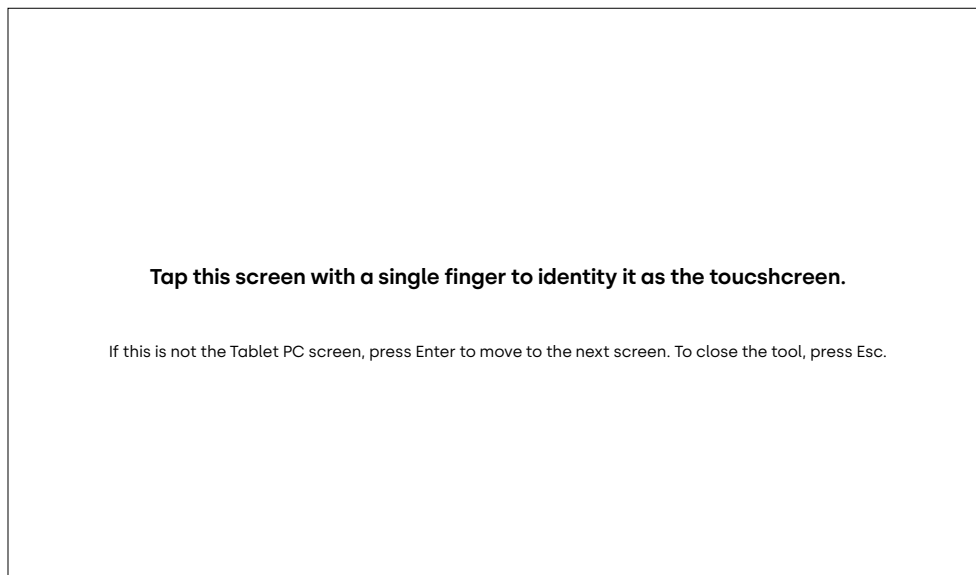 Tap this screen with a single finger to identity it as the toucshcreen.
If this is not the Tablet PC screen, press Enter to move to the next screen. To close the tool, press Esc.